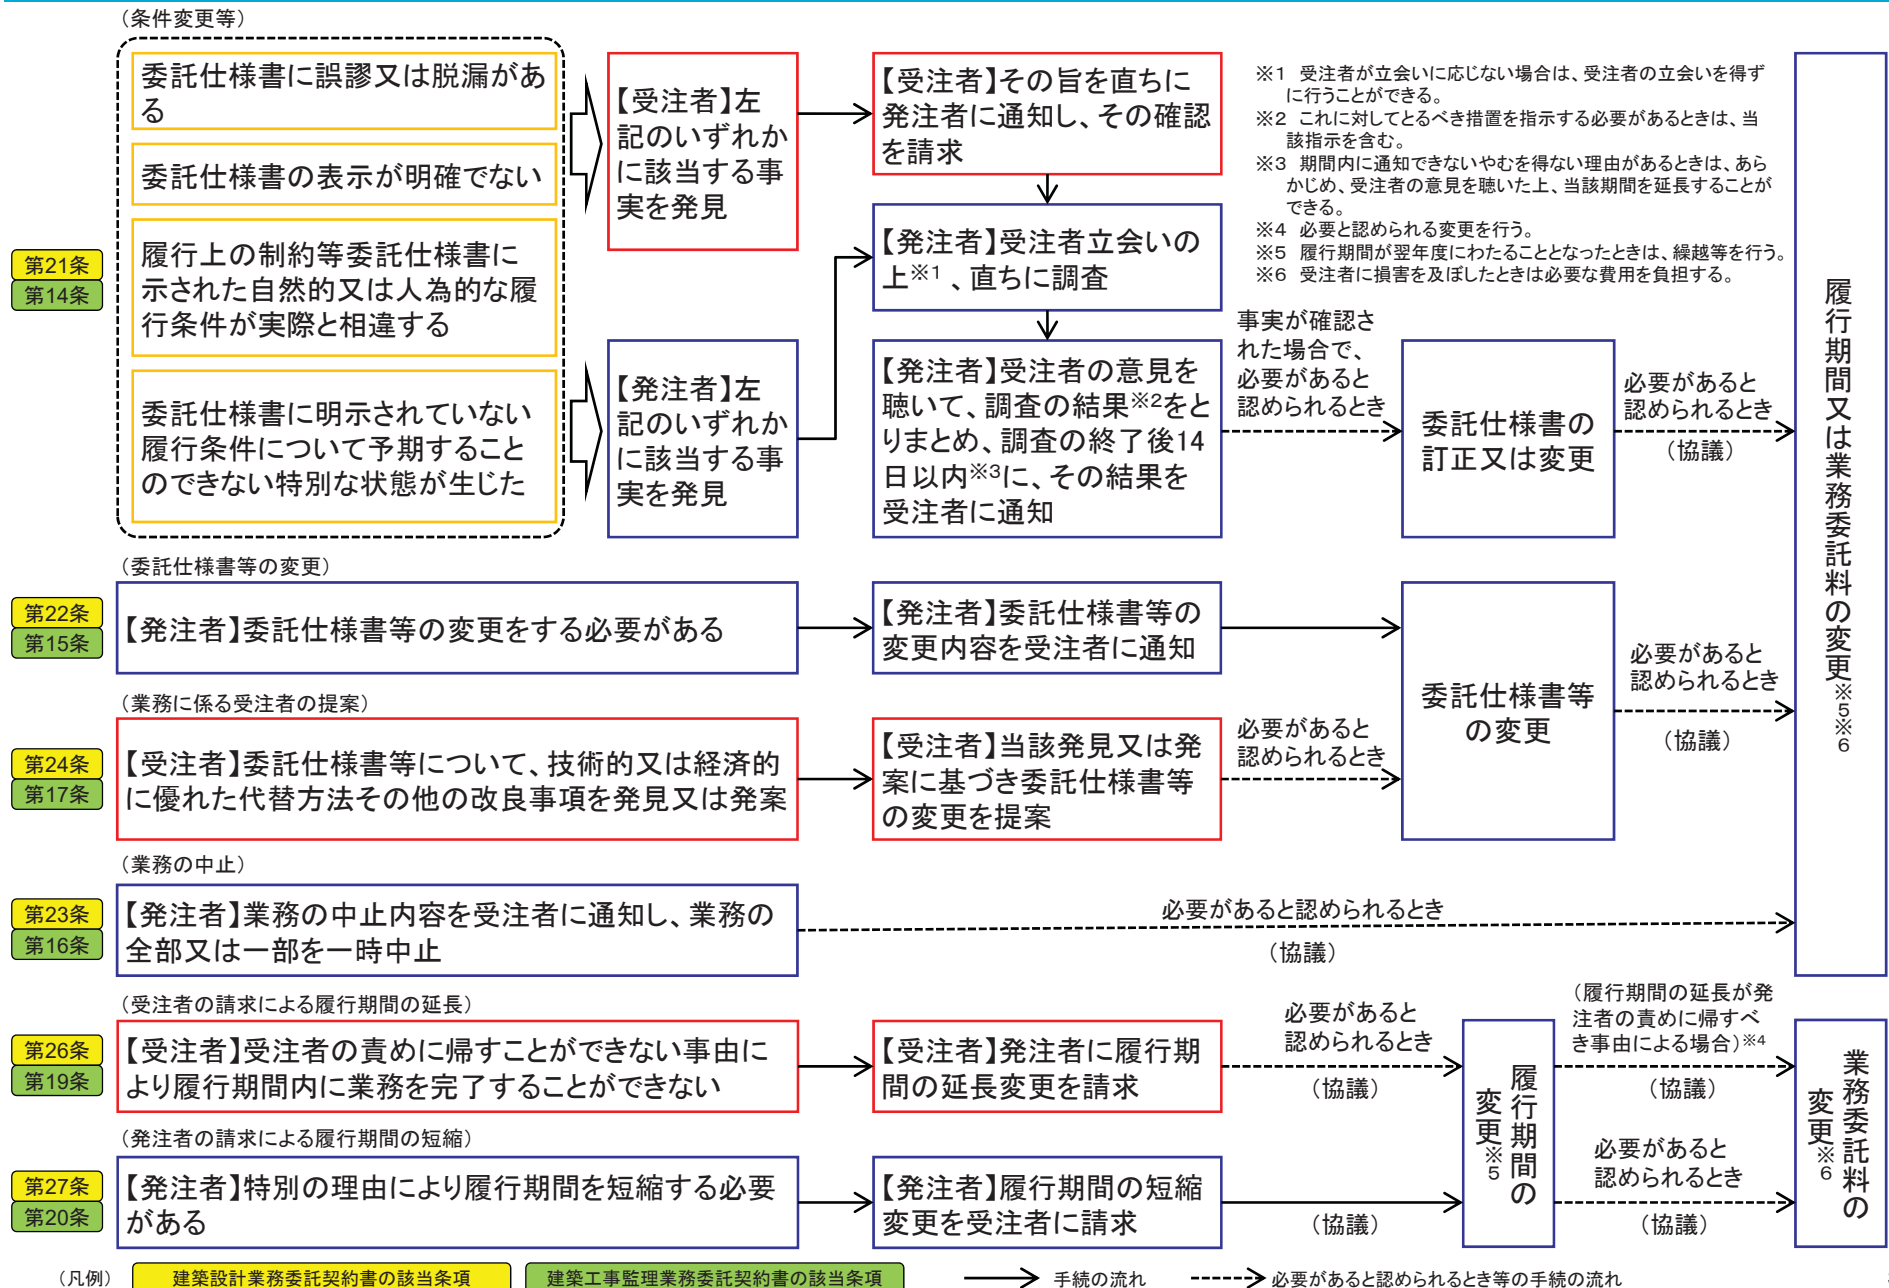 （条件変更等）
委託仕様書に誤謬又は脱漏があ
る
委託仕様書の表示が明確でない
履行上の制約等委託仕様書に
示された自然的又は人為的な履
行条件が実際と相違する
委託仕様書に明示されていない
履行条件について予期すること
のできない特別な状態が生じた
第21条
第14条
【受注者】左
記のいずれか
に該当する事
実を発見
【発注者】左
記のいずれか
に該当する事
実を発見
【受注者】その旨を直ちに
発注者に通知し、その確認
を請求
【発注者】受注者立会いの
上※1 、直ちに調査
【発注者】受注者の意見を
聴いて、調査の結果※2をと
りまとめ、調査の終了後14
日以内※3に、その結果を
受注者に通知
※1 受注者が立会いに応じない場合は、受注者の立会いを得ず
に行うことができる。
※2 これに対してとるべき措置を指示する必要があるときは、当
該指示を含む。
※3 期間内に通知できないやむを得ない理由があるときは、あら
かじめ、受注者の意見を聴いた上、当該期間を延長することが
できる。
※4 必要と認められる変更を行う。
※5 履行期間が翌年度にわたることとなったときは、繰越等を行う。
※6 受注者に損害を及ぼしたときは必要な費用を負担する。
事実が確認さ
れた場合で、
必要があると
認められるとき
委託仕様書の
訂正又は変更
必要があると
認められるとき
（協議）
履行期間又は業務委託料の変更※5※6
（委託仕様書等の変更）
第22条
第15条
【発注者】委託仕様書等の変更をする必要がある
【発注者】委託仕様書等の
変更内容を受注者に通知
委託仕様書等
の変更
必要があると
認められるとき
（協議）
（業務に係る受注者の提案）
第24条
第17条
【受注者】委託仕様書等について、技術的又は経済的
に優れた代替方法その他の改良事項を発見又は発案
【受注者】当該発見又は発
案に基づき委託仕様書等
の変更を提案
必要があると
認められるとき
（業務の中止）
第23条
第16条
【発注者】業務の中止内容を受注者に通知し、業務の
全部又は一部を一時中止
必要があると認められるとき
（協議）
（受注者の請求による履行期間の延長）
第26条
第19条
【受注者】受注者の責めに帰すことができない事由に
より履行期間内に業務を完了することができない
【受注者】発注者に履行期
間の延長変更を請求
必要があると
認められるとき
（協議）
履行期間の
変更※5
（履行期間の延長が発
注者の責めに帰すべ
き事由による場合）※4
（協議）
業務委託料の
変更※6
（発注者の請求による履行期間の短縮）
第27条
第20条
【発注者】特別の理由により履行期間を短縮する必要
がある
【発注者】履行期間の短縮
変更を受注者に請求
（協議）
必要があると
認められるとき
（協議）
（凡例）
建築設計業務委託契約書の該当条項
建築工事監理業務委託契約書の該当条項
手続の流れ
必要があると認められるとき等の手続の流れ